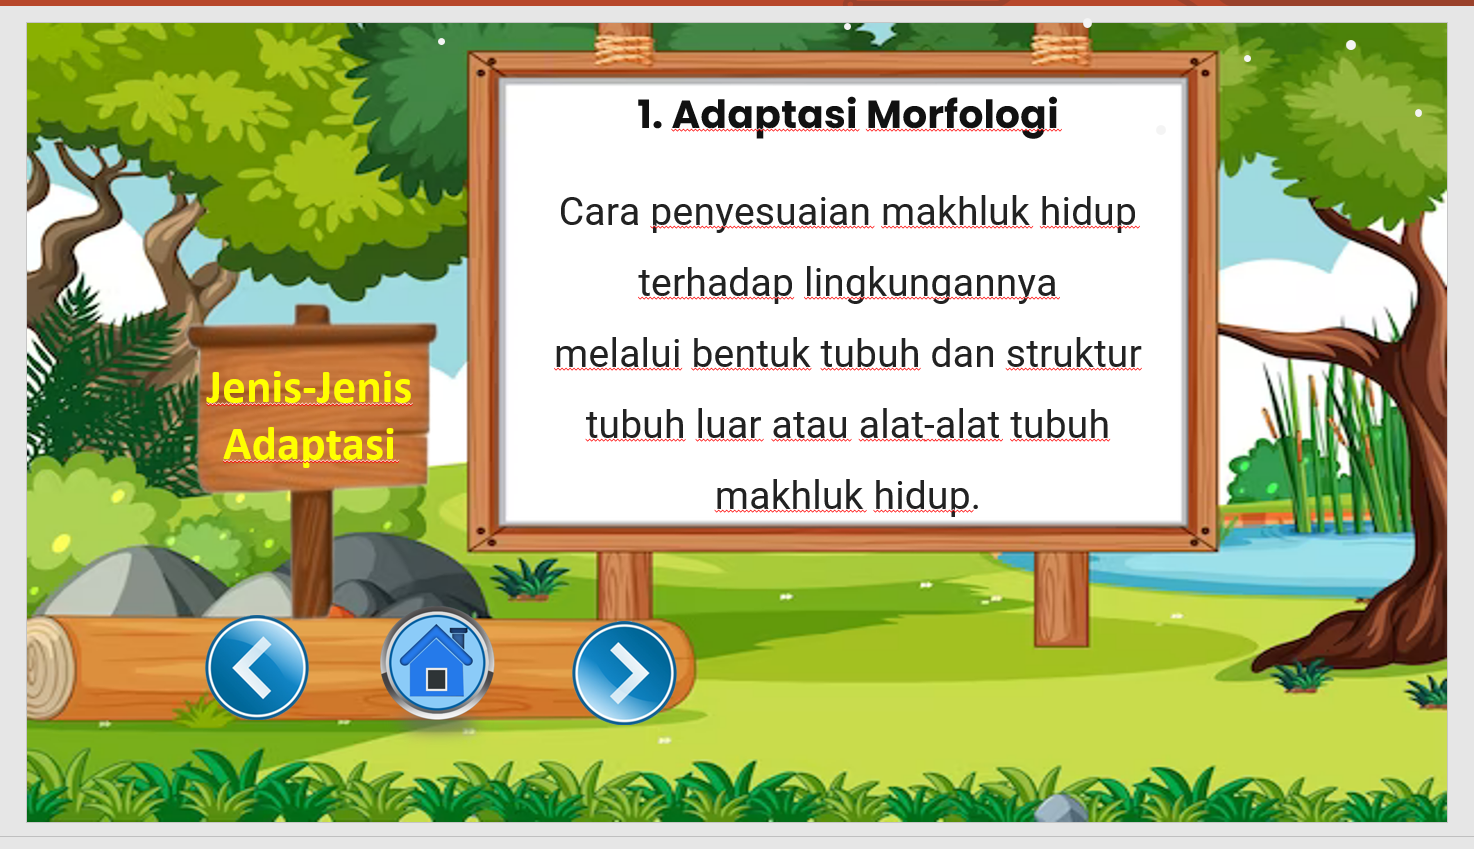 1. Adaptasi Morfologi
Cara penyesuaian makhluk hidup
terhadap lingkungannya
melalui bentuk tubuh dan struktur
tubuh luar atau alat-alat tubuh
makhluk hidup.
Jenis-Jenis
Adaptasi